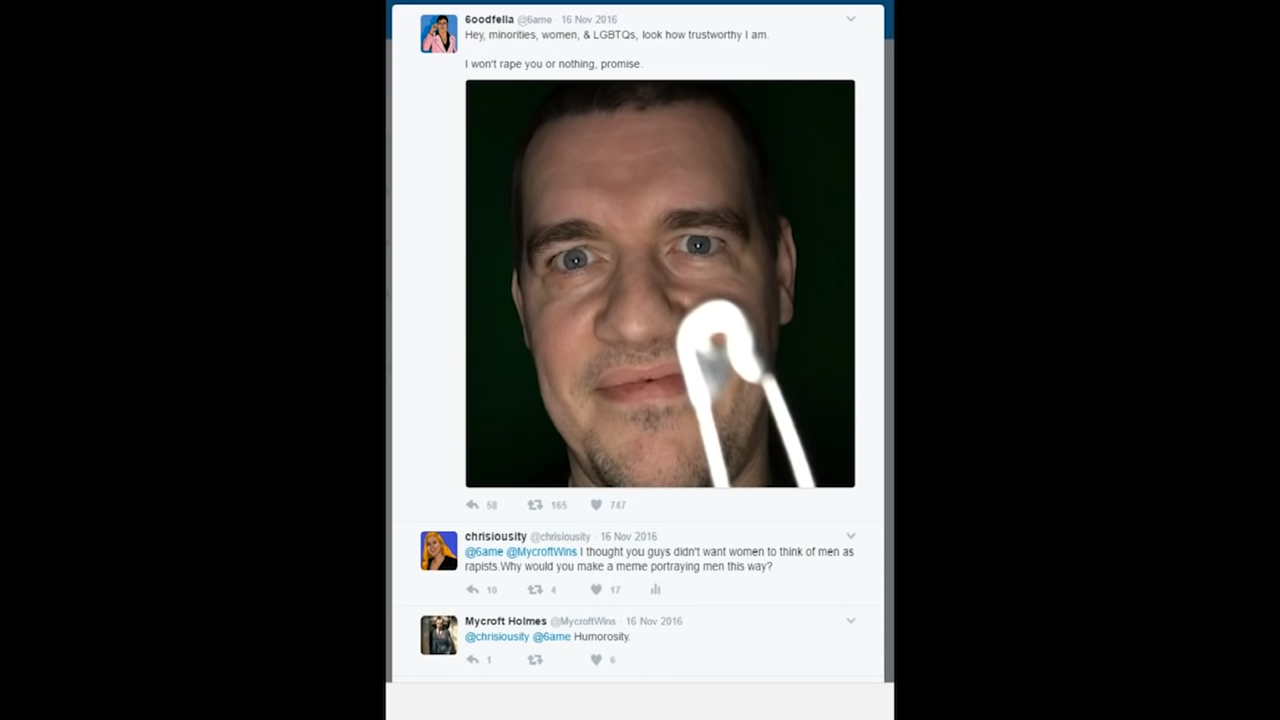 6oodfella @6ame · 16 Nov 2016
Hey, minorities, women, & LGBTQs, look how trustworthy I am.
I won't rape you or nothing, promise.
58 165 747
chrisiousity @chrisiousity · 16 Nov 2016
@6ame @MycroftWins I thought you guys didn't want women to think of men as
rapists.Why would you make a meme portraying men this way?
10 4 17
Mycroft Holmes @MycroftWins · 16 Nov 2016
@chrisiousity @6ame Humorosity.
1 6